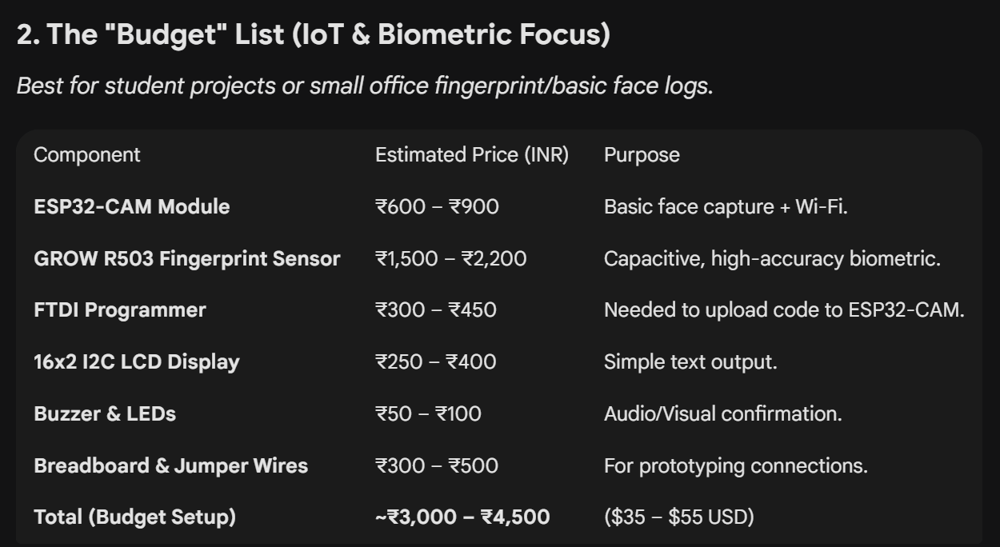 2. The "Budget" List (IoT & Biometric Focus)
Best for student projects or small office fingerprint/basic face logs.
Component Estimated Price (INR) Purpose
ESP32-CAM Module ₹600 – ₹900 Basic face capture + Wi-Fi.
GROW R503 Fingerprint Sensor ₹1,500 – ₹2,200 Capacitive, high-accuracy biometric.
FTDI Programmer ₹300 – ₹450 Needed to upload code to ESP32-CAM.
16x2 I2C LCD Display ₹250 – ₹400 Simple text output.
Buzzer & LEDs ₹50 – ₹100 Audio/Visual confirmation.
Breadboard & Jumper Wires ₹300 – ₹500 For prototyping connections.
Total (Budget Setup) ~₹3,000 – ₹4,500 ($35 – $55 USD)